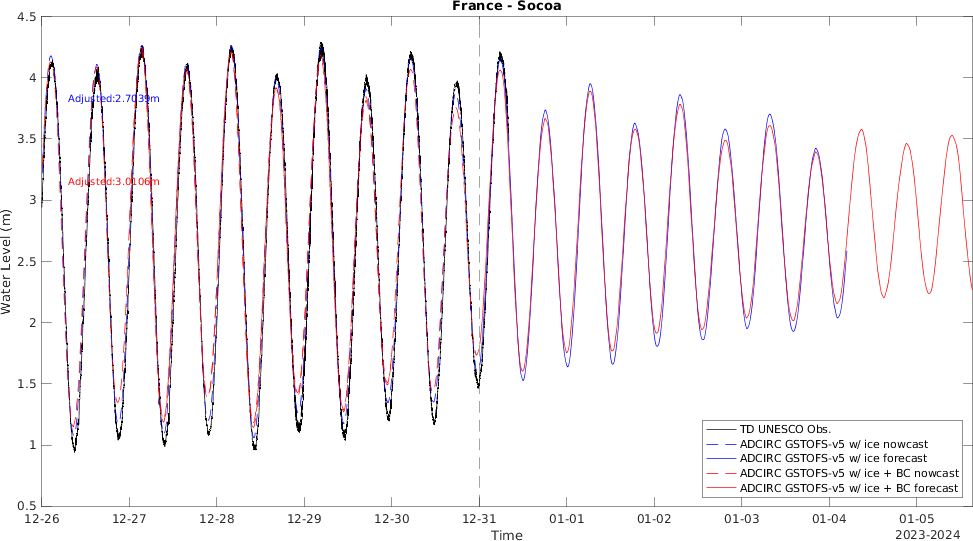 France - Socoa
4.5
4
3.5
3
2.5
2
1.5
1
0.5
Water Level (m)
Adjusted:2.7039m
Adjusted:3.0106m
TD UNESCO Obs.
ADCIRC GSTOFS-v5 w/ ice nowcast
ADCIRC GSTOFS-v5 w/ ice forecast
ADCIRC GSTOFS-v5 w/ ice + BC nowcast
ADCIRC GSTOFS-v5 w/ ice + BC forecast
12-26 12-27 12-28 12-29 12-30 12-31 01-01 01-02 01-03 01-04 01-05
Time
2023-2024